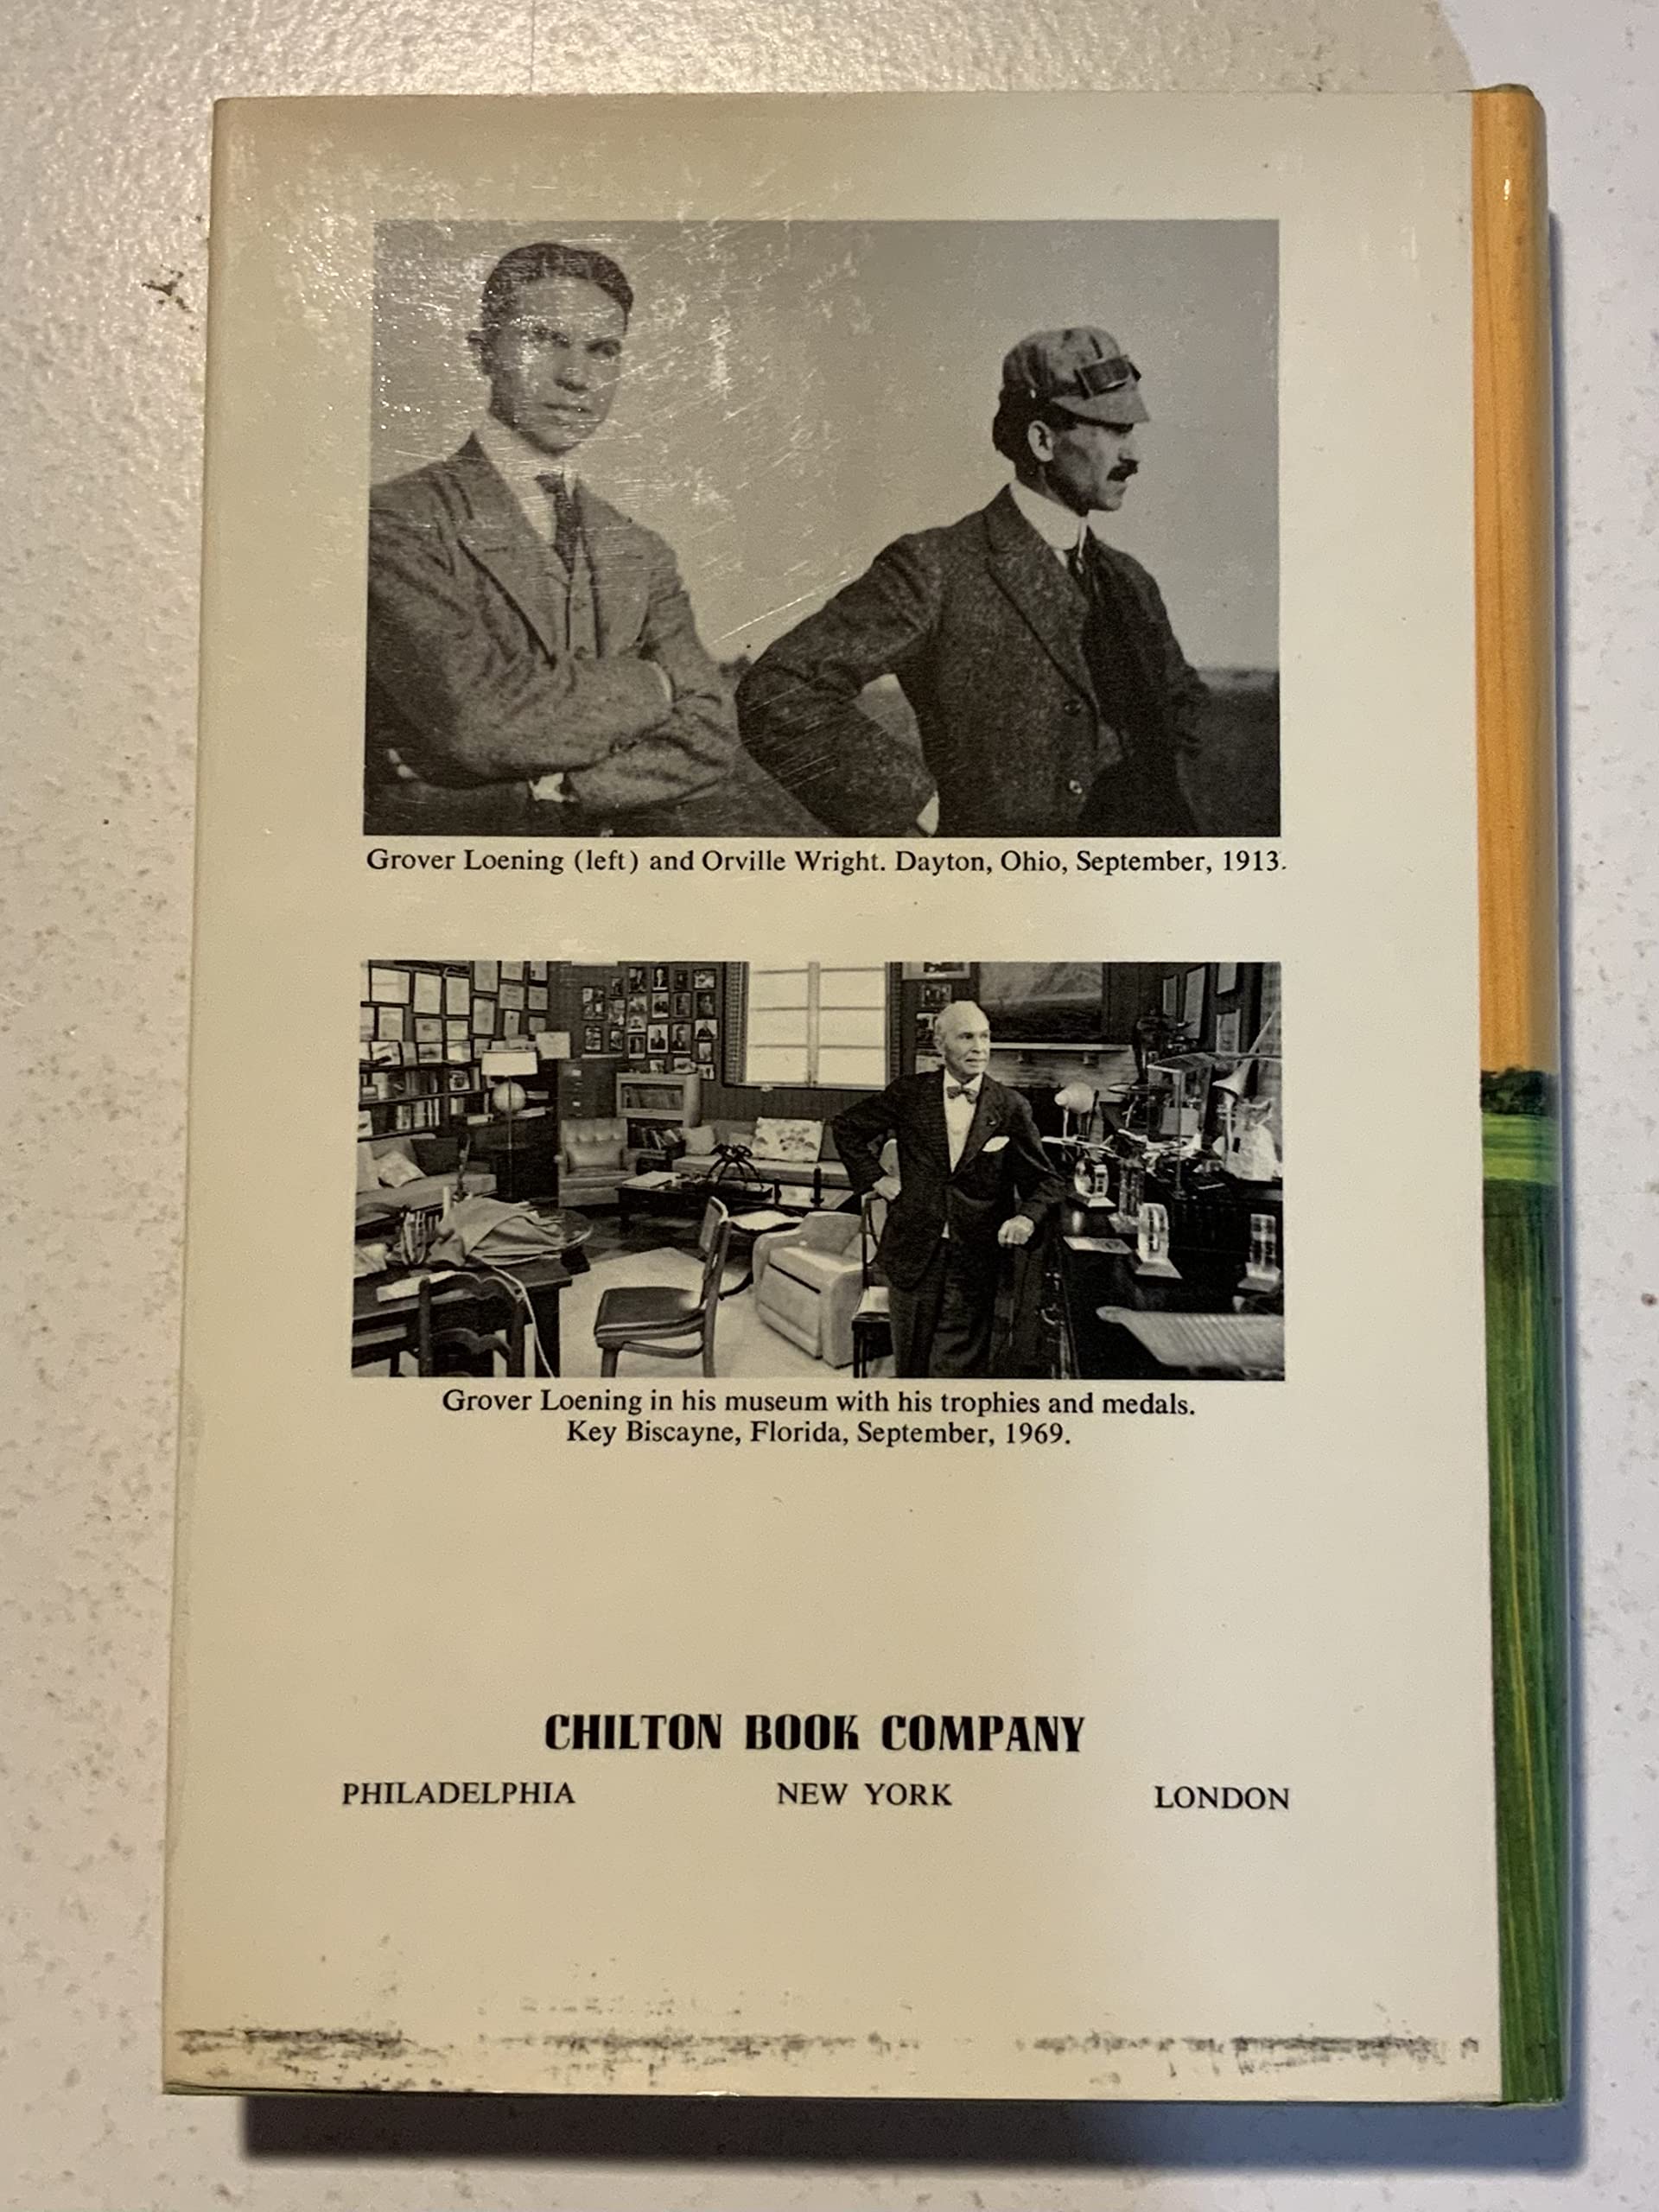 Grover Loening (left) and Orville Wright. Dayton, Ohio, September, 1913.
Grover Loening in his museum with his trophies and medals.
Key Biscayne, Florida, September, 1969.
CHILTON BOOK COMPANY
PHILADELPHIA NEW YORK LONDON